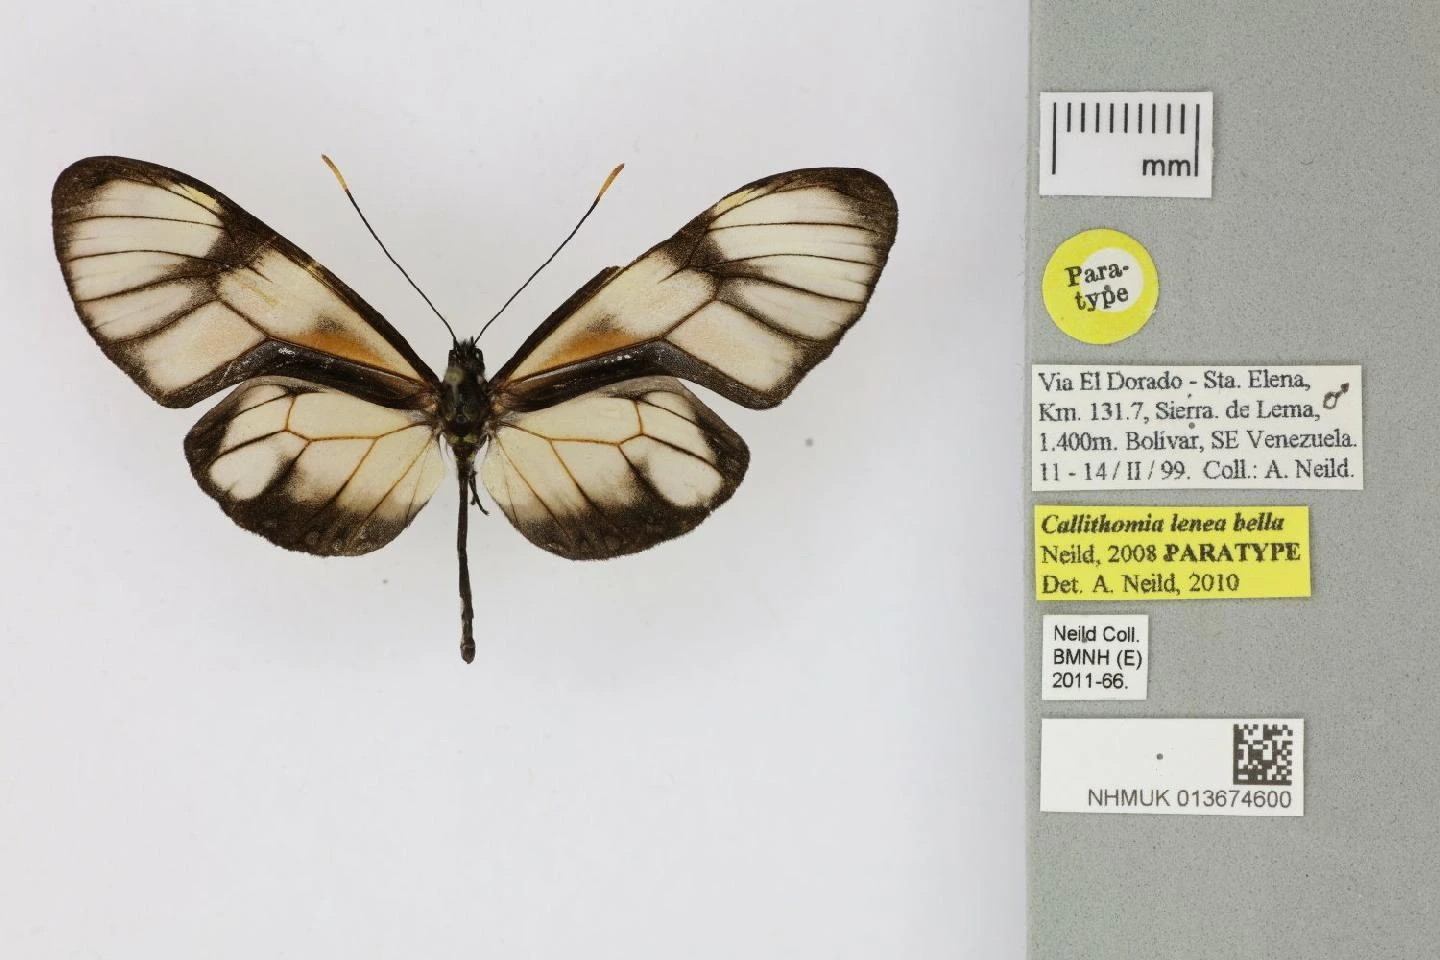 mm
Para-
type
Via El Dorado - Sta. Elena,
Km. 131.7, Sierra. de Lema, ♂
1.400m. Bolívar, SE Venezuela.
11 - 14 / II / 99. Coll.: A. Neild.
Callithomia lenea bella
Neild, 2008 PARATYPE
Det. A. Neild, 2010
Neild Coll.
BMNH (E)
2011-66.
NHMUK 013674600